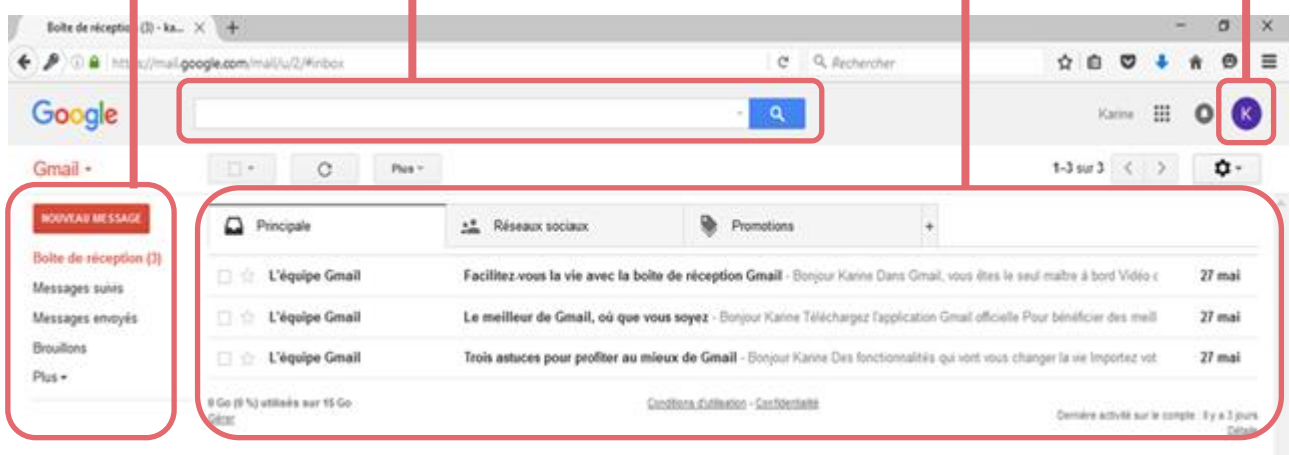 Boîte de réception (3) - ka...
https://mail.google.com/mail/u/2/#inbox
Rechercher
Google
Karine
K
Gmail
Plus
1-3 sur 3
NOUVEAU MESSAGE
Boîte de réception (3)
Messages suivis
Messages envoyés
Brouillons
Plus
Principale
Réseaux sociaux
Promotions
+
L'équipe Gmail Facilitez-vous la vie avec la boîte de réception Gmail - Bonjour Karine Dans Gmail, vous êtes le seul maître à bord Vidéo c 27 mai
L'équipe Gmail Le meilleur de Gmail, où que vous soyez - Bonjour Karine Téléchargez l'application Gmail officielle Pour bénéficier des meill 27 mai
L'équipe Gmail Trois astuces pour profiter au mieux de Gmail - Bonjour Karine Des fonctionnalités qui vont vous changer la vie Importez vot 27 mai
0 Go (0 %) utilisés sur 15 Go
Gérer
Conditions d'utilisation - Confidentialité
Dernière activité sur le compte : il y a 3 jours
Détails